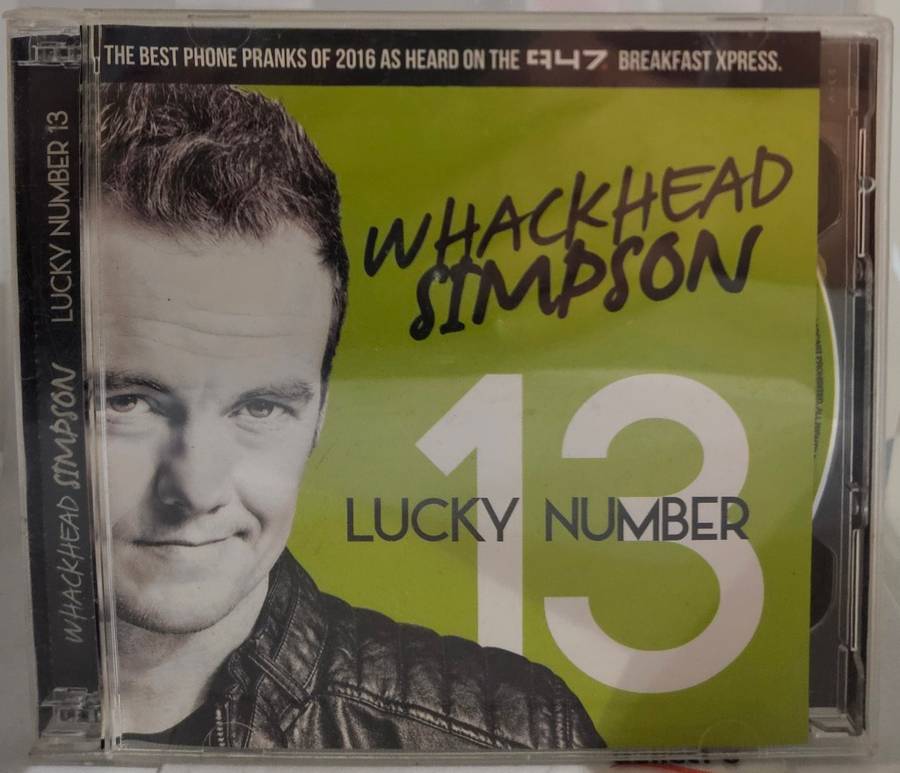 THE BEST PHONE PRANKS OF 2016 AS HEARD ON THE 947 BREAKFAST XPRESS.
WHACKHEAD
SIMPSON
13
LUCKY NUMBER
WHACKHEAD SIMPSON LUCKY NUMBER 13